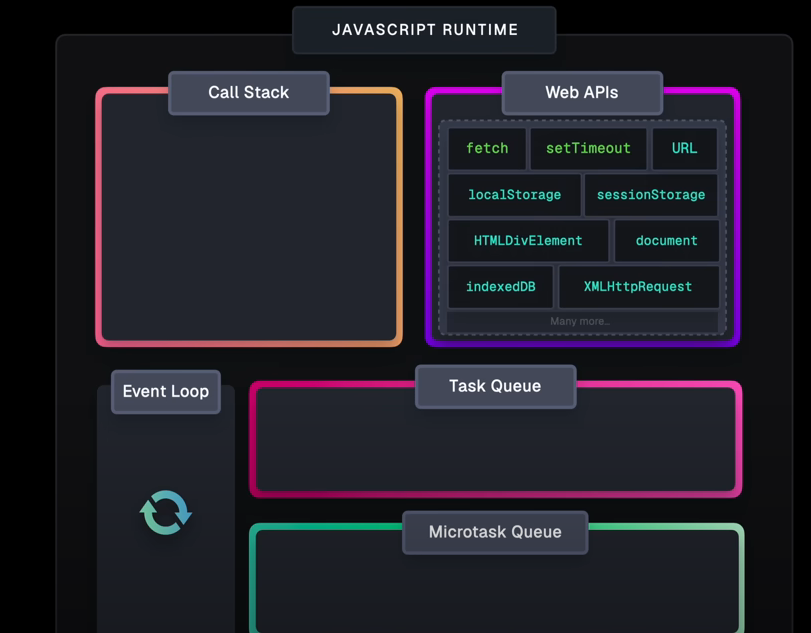 JAVASCRIPT RUNTIME
Call Stack
Web APIs
fetch
setTimeout
URL
localStorage
sessionStorage
HTMLDivElement
document
indexedDB
XMLHttpRequest
Many more...
Event Loop
Task Queue
Microtask Queue